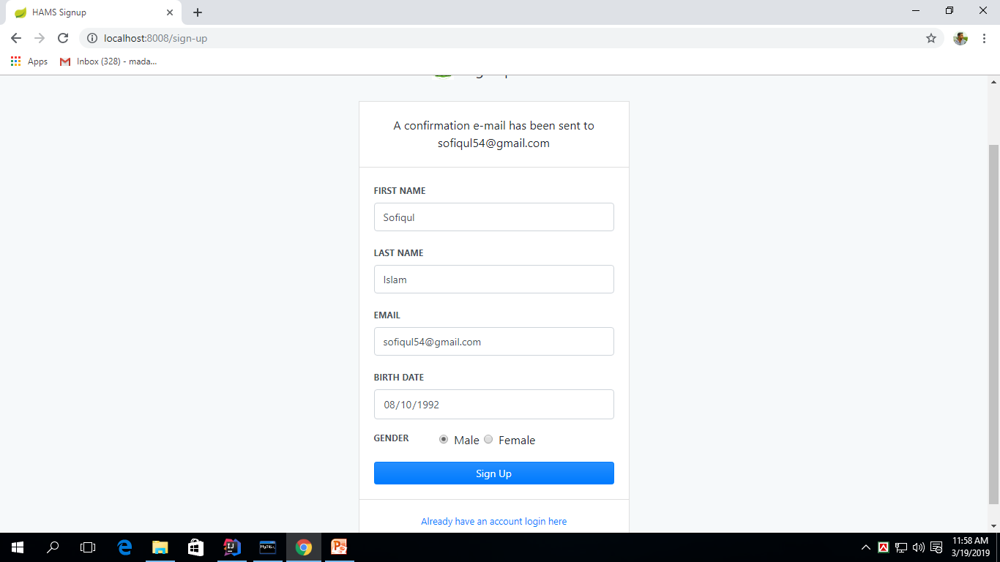 HAMS Signup
localhost:8008/sign-up
Apps
Inbox (328) - mada...
A confirmation e-mail has been sent to
sofiqul54@gmail.com
FIRST NAME
Sofiqul
LAST NAME
Islam
EMAIL
sofiqul54@gmail.com
BIRTH DATE
08/10/1992
GENDER Male Female
Sign Up
Already have an account login here
11:58 AM
3/19/2019